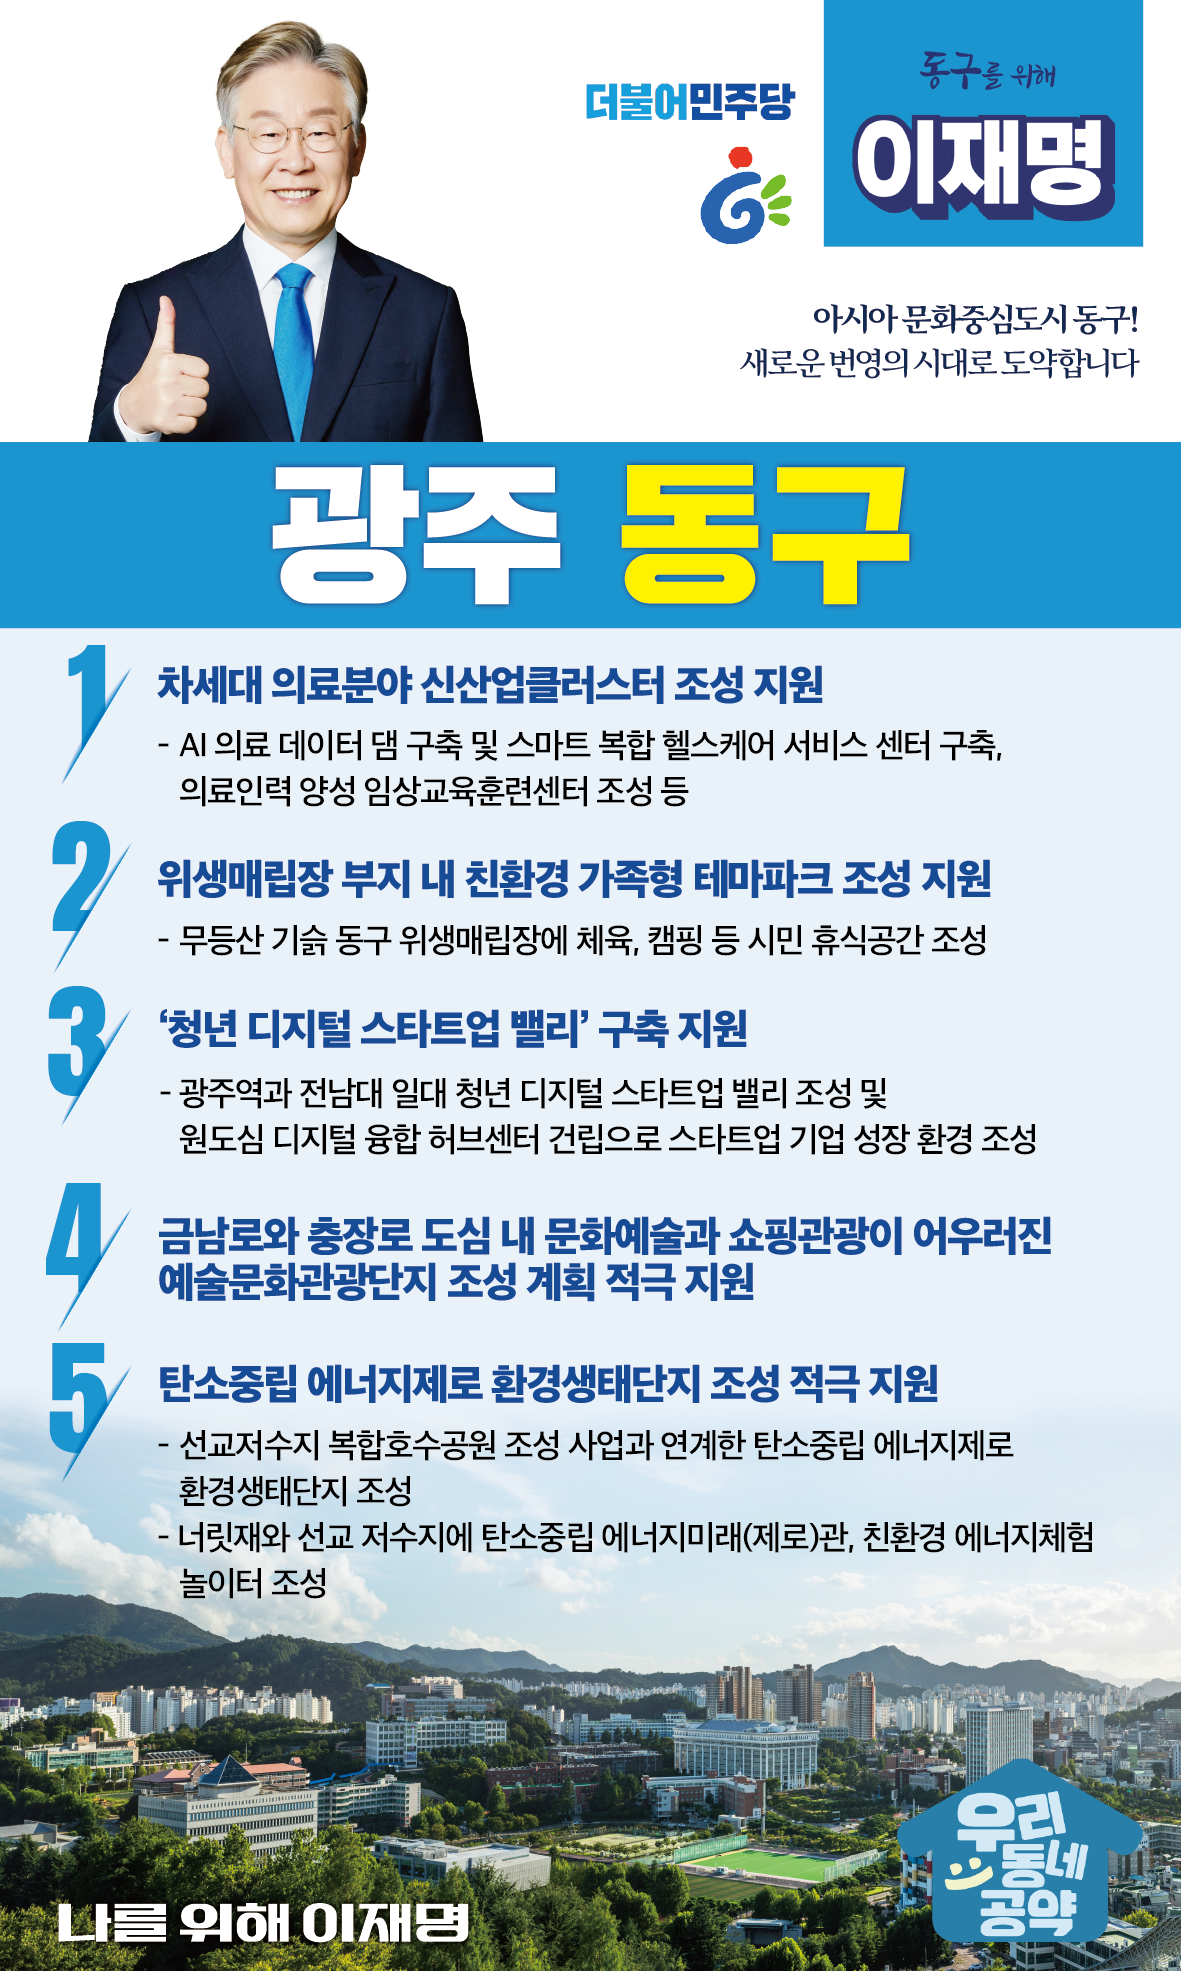 더불어민주당
동구를 위해
이재명
아시아 문화중심도시 동구!
새로운 번영의 시대로 도약합니다
광주 동구
1
차세대 의료분야 신산업클러스터 조성 지원
- AI 의료 데이터 댐 구축 및 스마트 복합 헬스케어 서비스 센터 구축,
의료인력 양성 임상교육훈련센터 조성 등
2
위생매립장 부지 내 친환경 가족형 테마파크 조성 지원
- 무등산 기슭 동구 위생매립장에 체육, 캠핑 등 시민 휴식공간 조성
3
‘청년 디지털 스타트업 밸리’ 구축 지원
- 광주역과 전남대 일대 청년 디지털 스타트업 밸리 조성 및
원도심 디지털 융합 허브센터 건립으로 스타트업 기업 성장 환경 조성
4
금남로와 충장로 도심 내 문화예술과 쇼핑관광이 어우러진
예술문화관광단지 조성 계획 적극 지원
5
탄소중립 에너지제로 환경생태단지 조성 적극 지원
- 선교저수지 복합호수공원 조성 사업과 연계한 탄소중립 에너지제로
환경생태단지 조성
- 너릿재와 선교 저수지에 탄소중립 에너지미래(제로)관, 친환경 에너지체험
놀이터 조성
우리
동네
공약
나를 위해 이재명